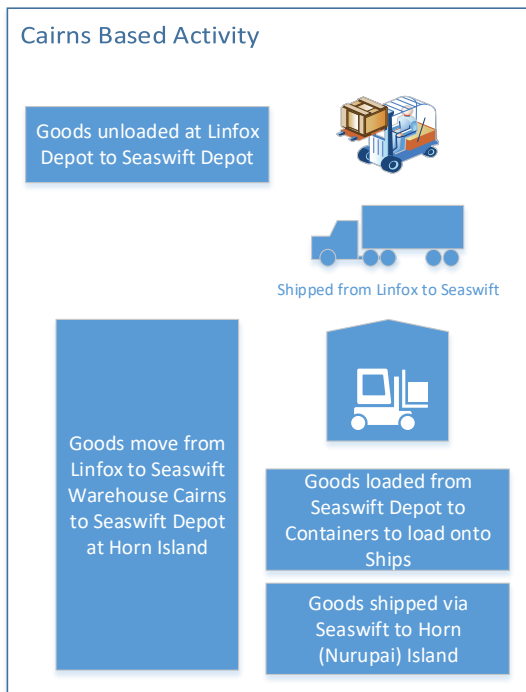 Cairns Based Activity
Goods unloaded at Linfox
Depot to Seaswift Depot
Shipped from Linfox to Seaswift
Goods move from
Linfox to Seaswift
Warehouse Cairns
to Seaswift Depot
at Horn Island
Goods loaded from
Seaswift Depot to
Containers to load onto
Ships
Goods shipped via
Seaswift to Horn
(Nurupai) Island